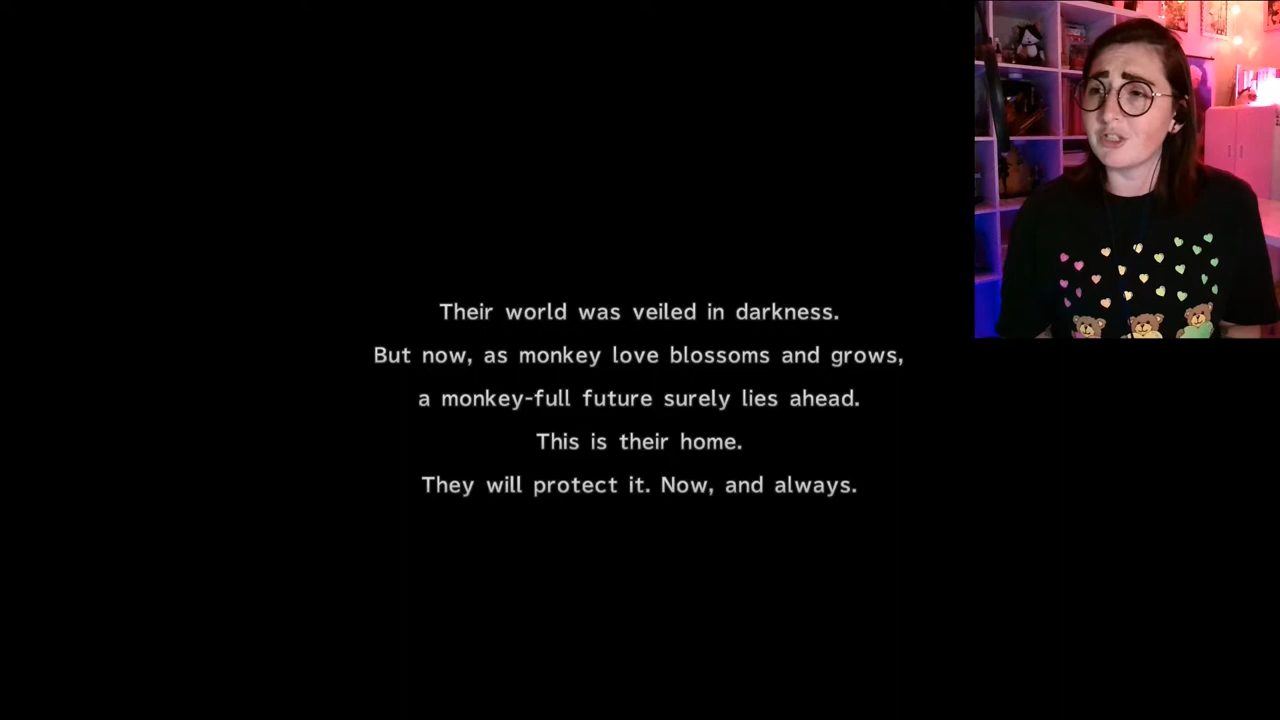 Their world was veiled in darkness.
But now, as monkey love blossoms and grows,
a monkey-full future surely lies ahead.
This is their home.
They will protect it. Now, and always.